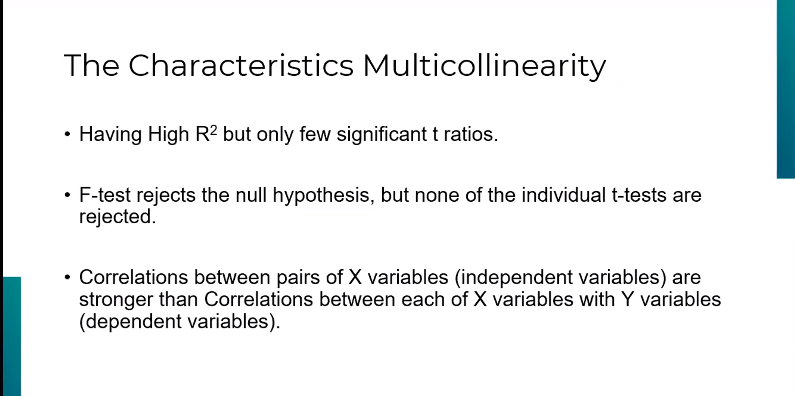 The Characteristics Multicollinearity
• Having High R² but only few significant t ratios.
• F-test rejects the null hypothesis, but none of the individual t-tests are
rejected.
• Correlations between pairs of X variables (independent variables) are
stronger than Correlations between each of X variables with Y variables
(dependent variables).